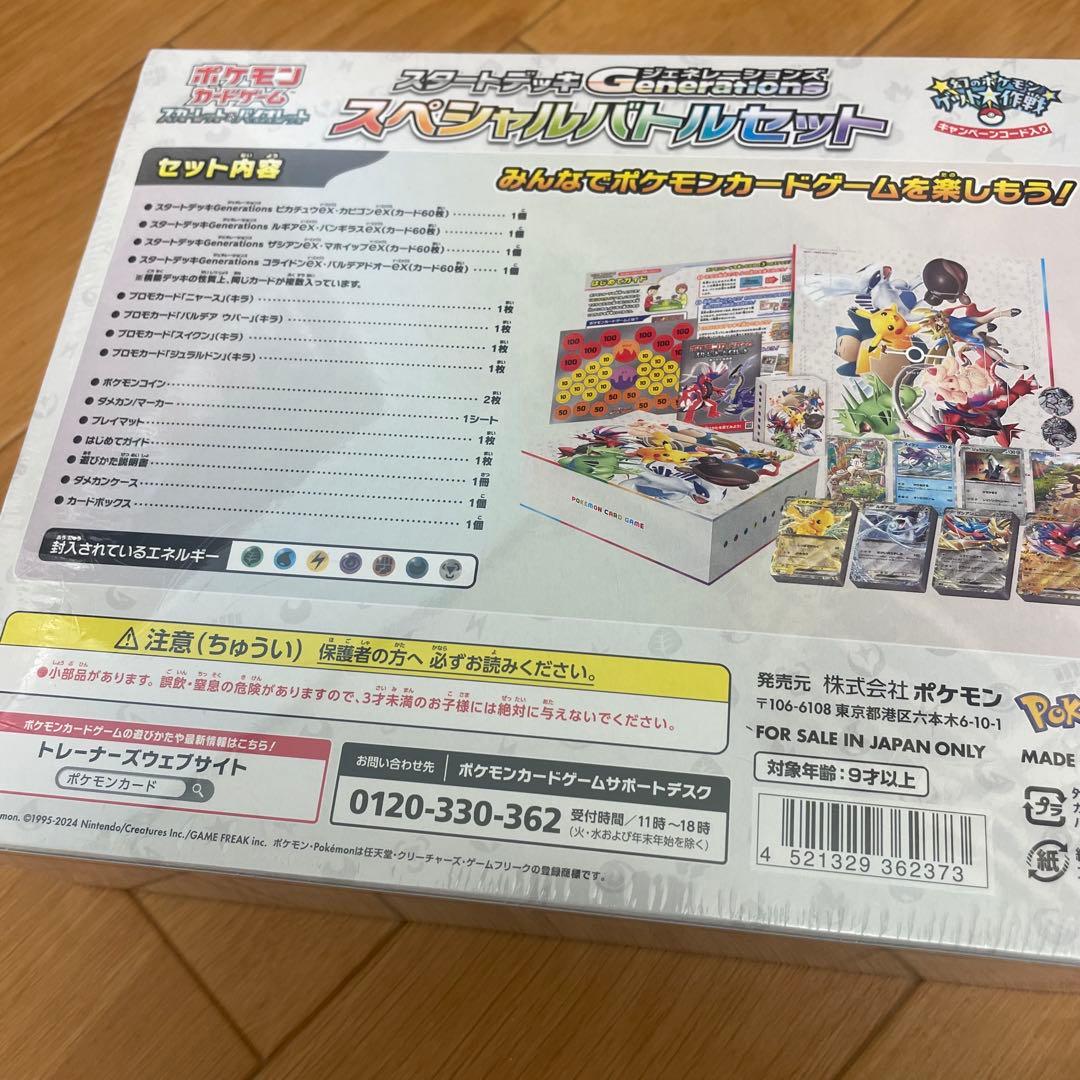 ポケモン
カードゲーム
スカーレット&バイオレット
スタートデッキ Generations
ジェネレーションズ
スペシャルバトルセット
幻のポケモン
ゲット!大作戦
キャンペーンコード入り
セット内容
みんなでポケモンカードゲームを楽しもう!
●スタートデッキGenerations ピカチュウex・カビゴンex(カード60枚)……1個
●スタートデッキGenerations ルギアex・バンギラスex(カード60枚)……1個
●スタートデッキGenerations ザシアンex・マホイップex(カード60枚)……1個
●スタートデッキGenerations コライドンex・パルデアドオーex(カード60枚)……1個
※構築デッキの性質上、同じカードが複数入っています。
●プロモカード「ニャース」(キラ)……1枚
●プロモカード「パルデア ウパー」(キラ)……1枚
●プロモカード「スイクン」(キラ)……1枚
●プロモカード「ジュラルドン」(キラ)……1枚
●ポケモンコイン……2枚
●ダメカン/マーカー……1シート
●プレイマット……1枚
●はじめてガイド……1枚
●遊びかた説明書……1冊
●ダメカンケース……1個
●カードボックス……1個
封入されているエネルギー
はじめてガイド
POKÉMON CARD GAME
⚠注意(ちゅうい) 保護者の方へ 必ずお読みください。
●小部品があります。誤飲・窒息の危険がありますので、3才未満のお子様には絶対に与えないでください。
ポケモンカードゲームの遊びかたや最新情報はこちら!
トレーナーズウェブサイト
ポケモンカード
お問い合わせ先 ポケモンカードゲームサポートデスク
0120-330-362 受付時間/11時〜18時
(火・水および年末年始を除く)
発売元 株式会社 ポケモン
〒106-6108 東京都港区六本木6-10-1
FOR SALE IN JAPAN ONLY
MADE
対象年齢:9才以上
4 521329 362373
プラ
紙
mon. ©1995-2024 Nintendo/Creatures Inc./GAME FREAK inc. ポケモン・Pokémonは任天堂・クリーチャーズ・ゲームフリークの登録商標です。